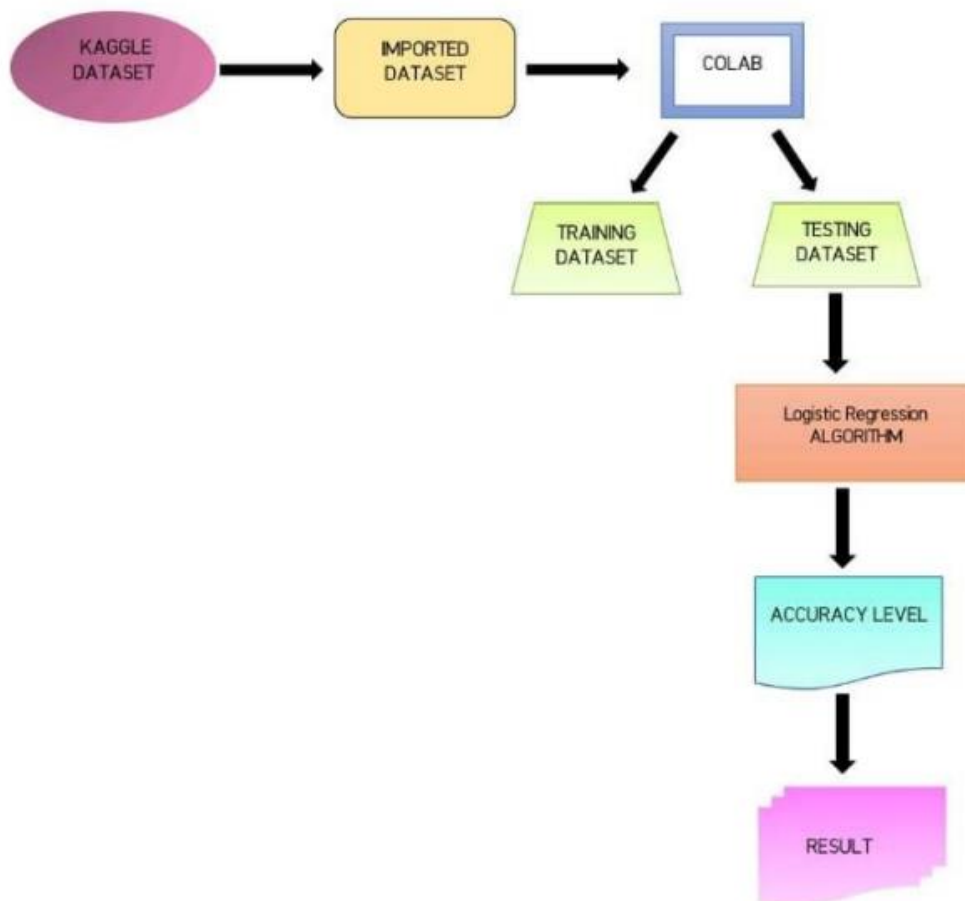 KAGGLE
DATASET
IMPORTED
DATASET
COLAB
TRAINING
DATASET
TESTING
DATASET
Logistic Regression
ALGORITHM
ACCURACY LEVEL
RESULT